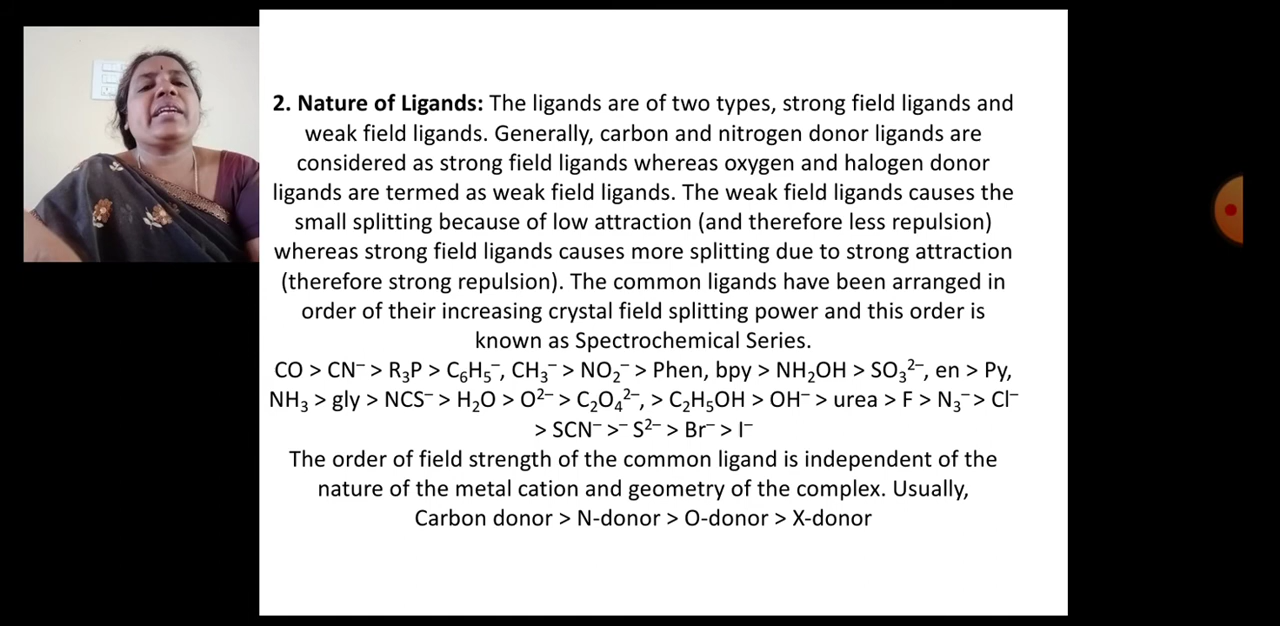 2. Nature of Ligands: The ligands are of two types, strong field ligands and
weak field ligands. Generally, carbon and nitrogen donor ligands are
considered as strong field ligands whereas oxygen and halogen donor
ligands are termed as weak field ligands. The weak field ligands causes the
small splitting because of low attraction (and therefore less repulsion)
whereas strong field ligands causes more splitting due to strong attraction
(therefore strong repulsion). The common ligands have been arranged in
order of their increasing crystal field splitting power and this order is
known as Spectrochemical Series.
CO > CN⁻ > R₃P > C₆H₅⁻, CH₃⁻ > NO₂⁻ > Phen, bpy > NH₂OH > SO₃²⁻, en > Py,
NH₃ > gly > NCS⁻ > H₂O > O²⁻ > C₂O₄²⁻, > C₂H₅OH > OH⁻ > urea > F > N₃⁻ > Cl⁻
> SCN⁻ >⁻ S²⁻ > Br⁻ > I⁻
The order of field strength of the common ligand is independent of the
nature of the metal cation and geometry of the complex. Usually,
Carbon donor > N-donor > O-donor > X-donor